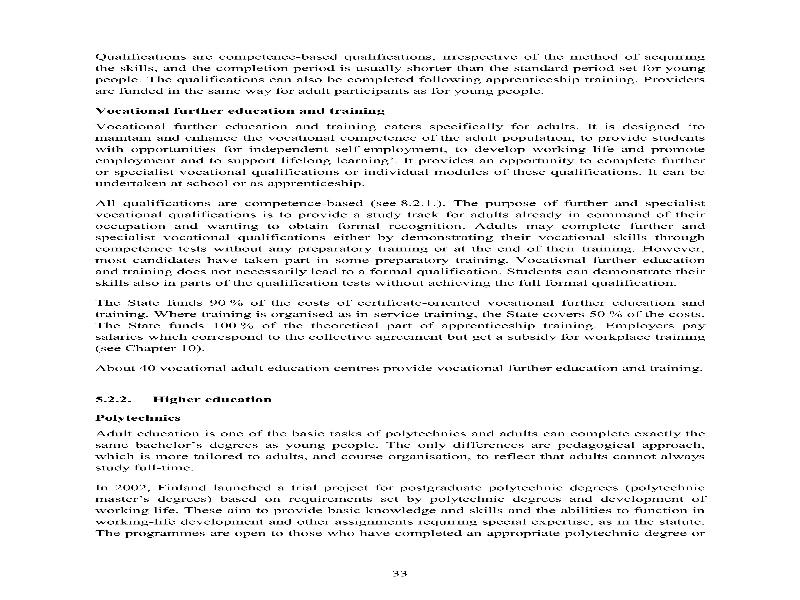 Qualifications are competence-based qualifications, irrespective of the method of acquiring
the skills, and the completion period is usually shorter than the standard period set for young
people. The qualifications can also be completed following apprenticeship training. Providers
are funded in the same way for adult participants as for young people.
Vocational further education and training
Vocational further education and training caters specifically for adults. It is designed 'to
maintain and enhance the vocational competence of the adult population, to provide students
with opportunities for independent self employment, to develop working life and promote
employment and to support lifelong learning'. It provides an opportunity to complete further
or specialist vocational qualifications or individual modules of these qualifications. It can be
undertaken at school or as apprenticeship.
All qualifications are competence-based (see 8.2.1.). The purpose of further and specialist
vocational qualifications is to provide a study track for adults already in command of their
occupation and wanting to obtain formal recognition. Adults may complete further and
specialist vocational qualifications either by demonstrating their vocational skills through
competence tests without any preparatory training or at the end of their training. However,
most candidates have taken part in some preparatory training. Vocational further education
and training does not necessarily lead to a formal qualification. Students can demonstrate their
skills also in parts of the qualification tests without achieving the full formal qualification.
The State funds 90 % of the costs of certificate-oriented vocational further education and
training. Where training is organised as in service training, the State covers 50 % of the costs.
The State funds 100 % of the theoretical part of apprenticeship training. Employers pay
salaries which correspond to the collective agreement but get a subsidy for workplace training
(see Chapter 10).
About 40 vocational adult education centres provide vocational further education and training.
5.2.2. Higher education
Polytechnics
Adult education is one of the basic tasks of polytechnics and adults can complete exactly the
same bachelor's degrees as young people. The only differences are pedagogical approach,
which is more tailored to adults, and course organisation, to reflect that adults cannot always
study full-time.
In 2002, Finland launched a trial project for postgraduate polytechnic degrees (polytechnic
master's degrees) based on requirements set by polytechnic degrees and development of
working life. These aim to provide basic knowledge and skills and the abilities to function in
working-life development and other assignments requiring special expertise, as in the statute.
The programmes are open to those who have completed an appropriate polytechnic degree or
33